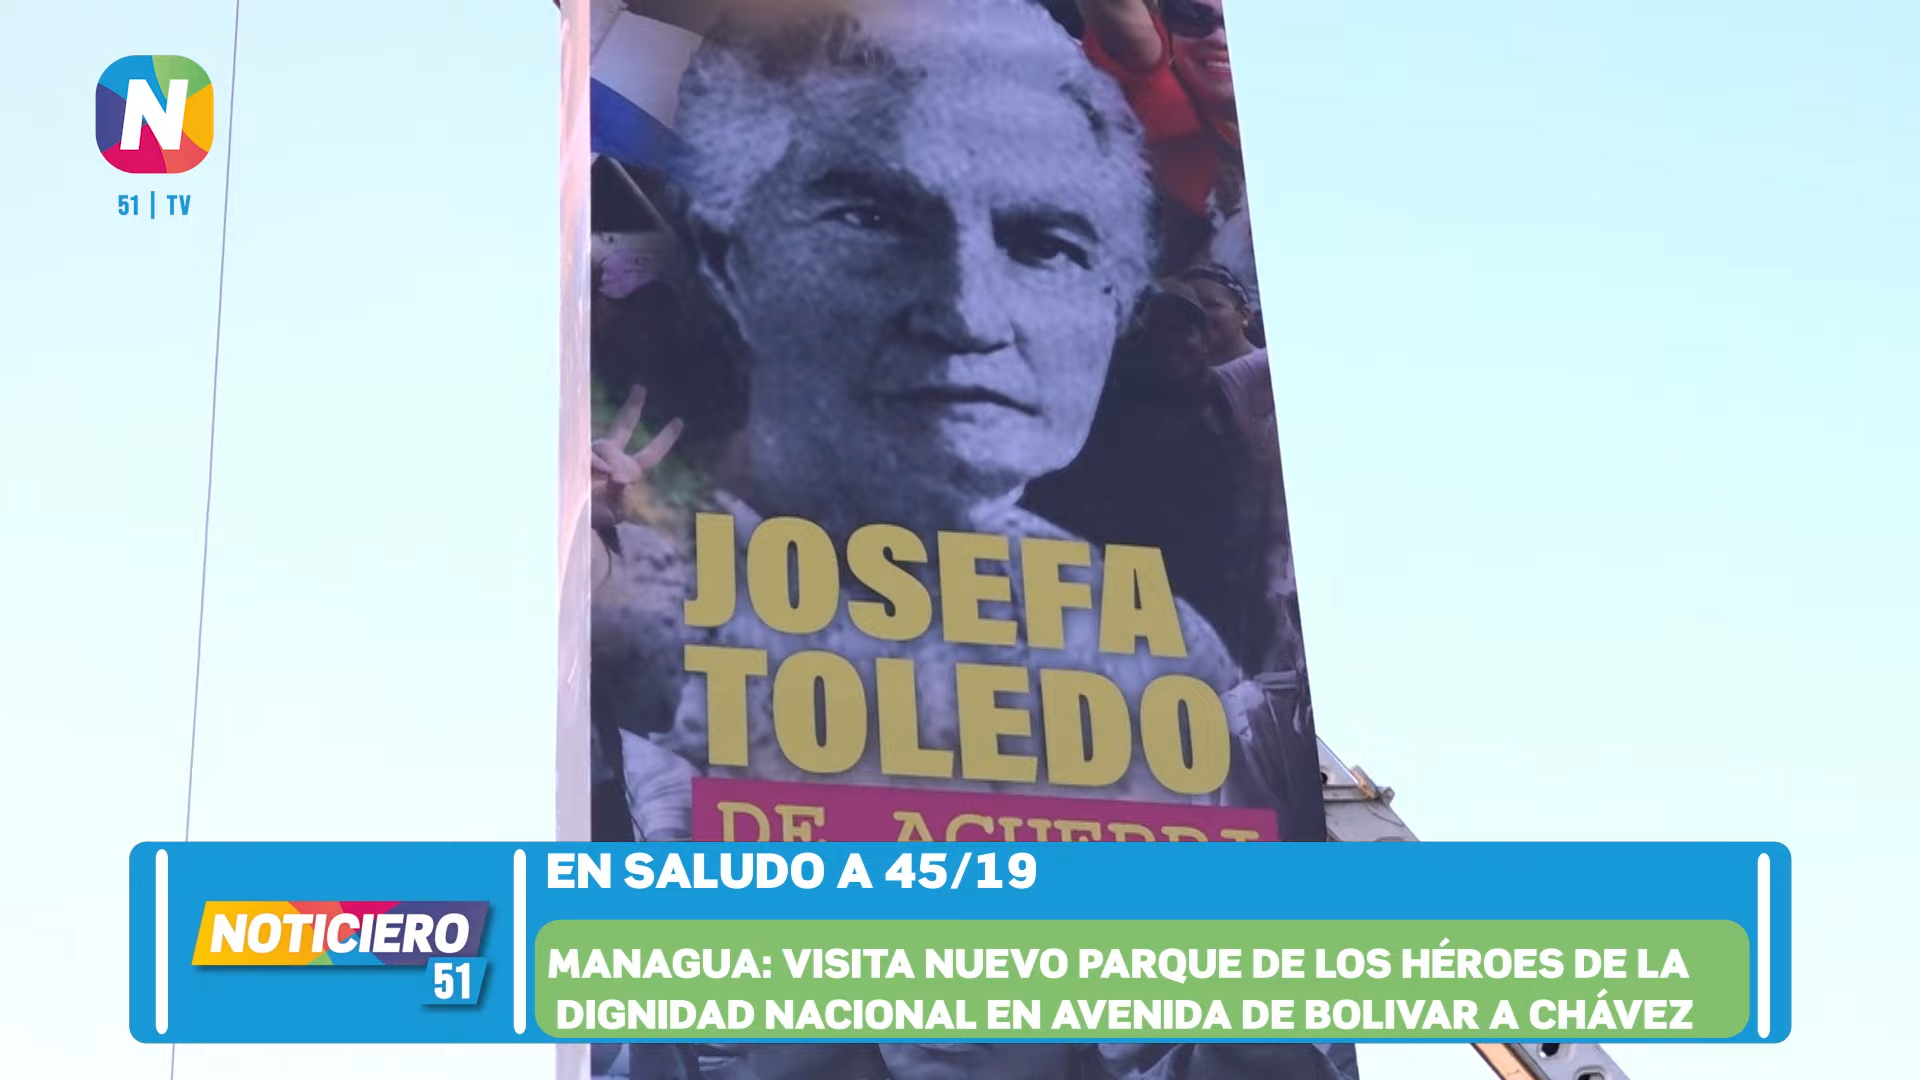 N
51 | TV
JOSEFA
TOLEDO
DE
EN SALUDO A 45/19
NOTICIERO
51
MANAGUA: VISITA NUEVO PARQUE DE LOS HÉROES DE LA
DIGNIDAD NACIONAL EN AVENIDA DE BOLIVAR A CHÁVEZ